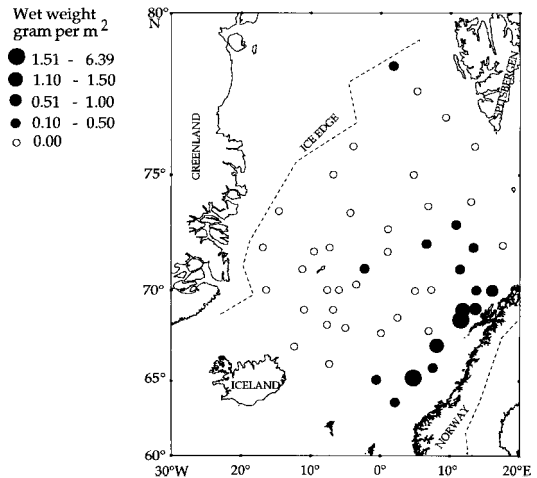 Wet weight
gram per m 2
1.51 - 6.39
1.10 - 1.50
0.51 - 1.00
0.10 - 0.50
0.00
80°
N
75°
70°
65°
60°
30°W
20°
10°
0°
10°
20°E
GREENLAND
ICE EDGE
SPITSBERGEN
ICELAND
NORWAY